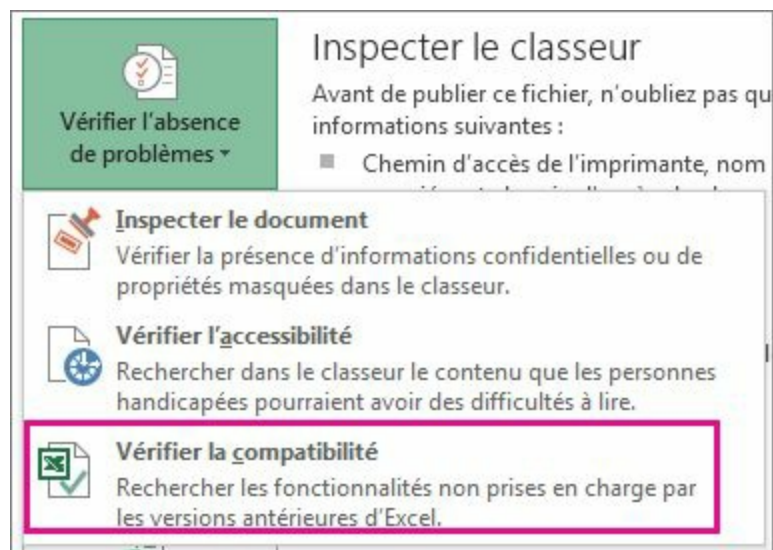 Inspecter le classeur
Avant de publier ce fichier, n'oubliez pas qu
informations suivantes :
Chemin d'accès de l'imprimante, nom
Vérifier l'absence
de problèmes
Inspecter le document
Vérifier la présence d'informations confidentielles ou de
propriétés masquées dans le classeur.
Vérifier l'accessibilité
Rechercher dans le classeur le contenu que les personnes
handicapées pourraient avoir des difficultés à lire.
Vérifier la compatibilité
Rechercher les fonctionnalités non prises en charge par
les versions antérieures d'Excel.